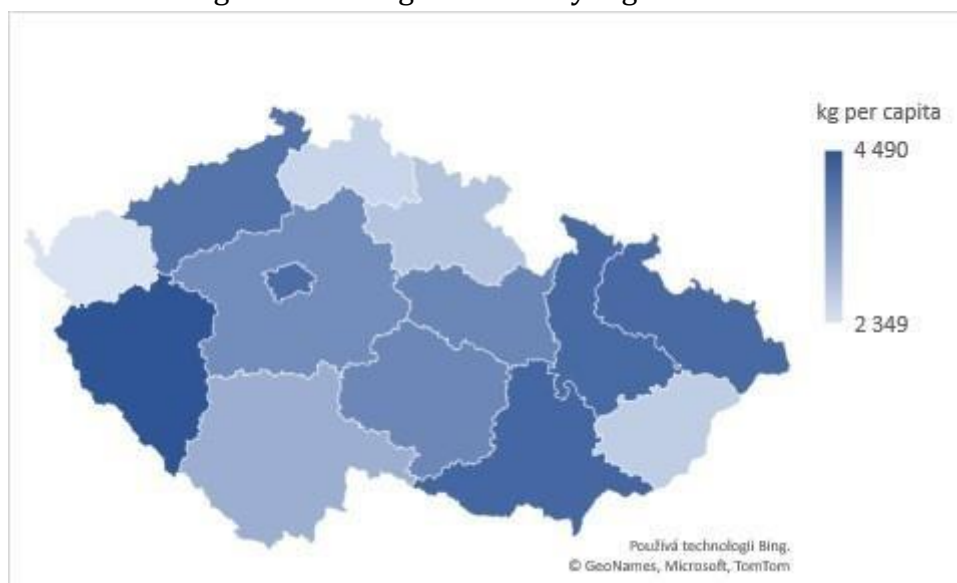 kg per capita
4 490
2 349
Používá technologii Bing.
© GeoNames, Microsoft, TomTom